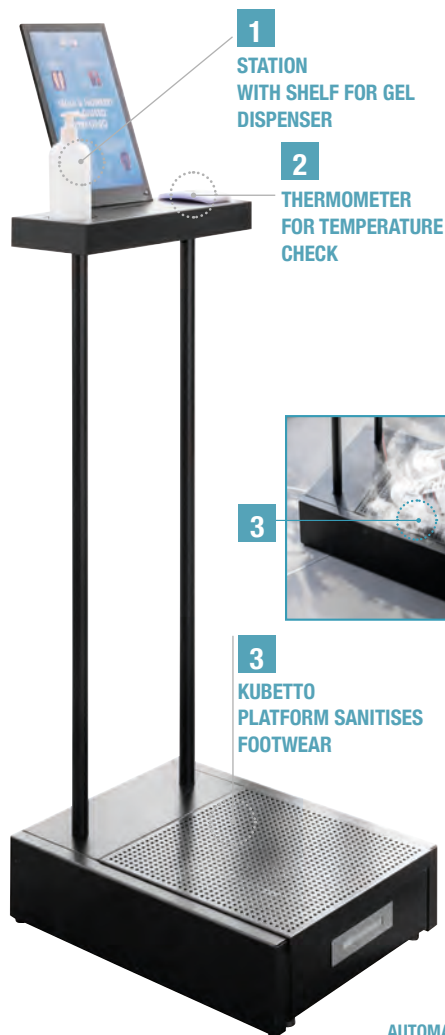 1
STATION
WITH SHELF FOR GEL
DISPENSER
2
THERMOMETER
FOR TEMPERATURE
CHECK
3
3
KUBETTO
PLATFORM SANITISES
FOOTWEAR